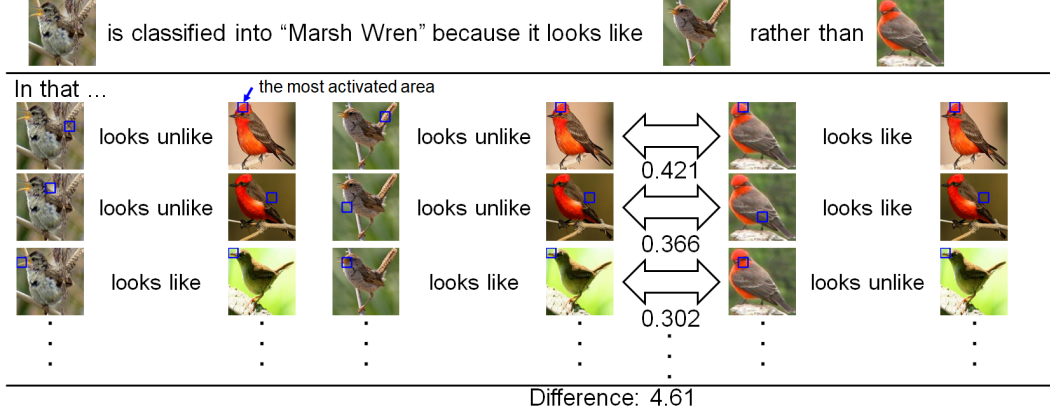 is classified into “Marsh Wren” because it looks like rather than
In that ...
the most activated area
looks unlike looks unlike looks like
0.421
looks unlike looks unlike looks like
0.366
looks like looks like looks unlike
0.302
Difference: 4.61